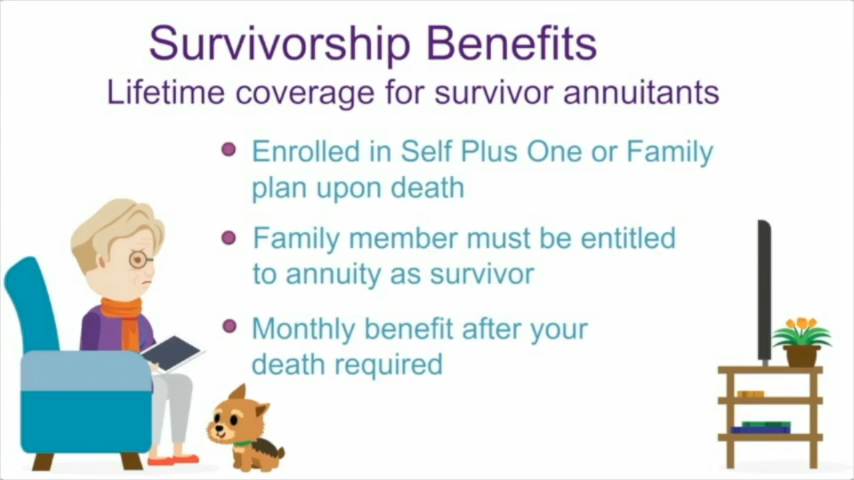 Survivorship Benefits
Lifetime coverage for survivor annuitants
Enrolled in Self Plus One or Family
plan upon death
Family member must be entitled
to annuity as survivor
Monthly benefit after your
death required